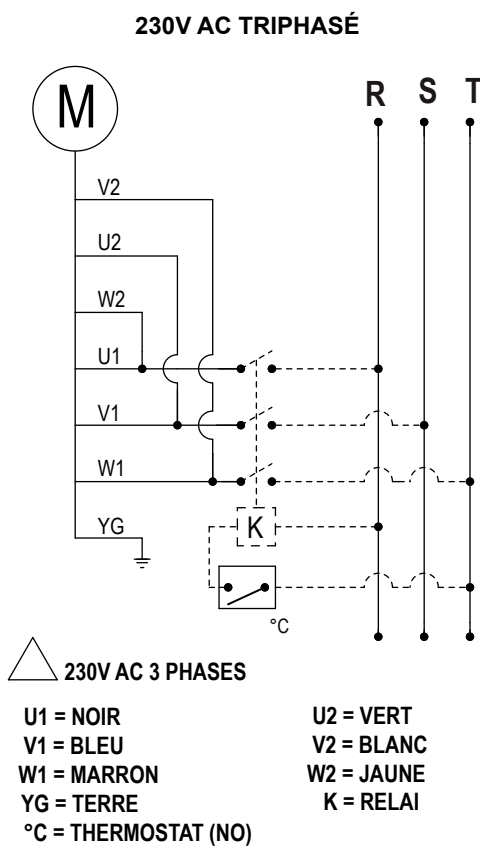 230V AC TRIPHASÉ
M
R S T
V2
U2
W2
U1
V1
W1
YG
K
°C
230V AC 3 PHASES
U1 = NOIR
U2 = VERT
V1 = BLEU
V2 = BLANC
W1 = MARRON
W2 = JAUNE
YG = TERRE
K = RELAI
°C = THERMOSTAT (NO)